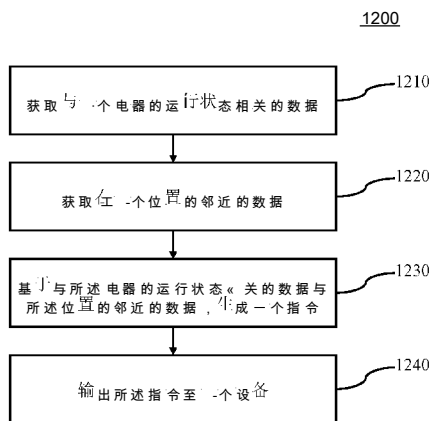 1200
获取与一个电器的运行状态相关的数据
1210
获取在一个位置的邻近的数据
1220
基于与所述电器的运行状态相关的数据与
所述位置的邻近的数据，生成一个指令
1230
输出所述指令至一个设备
1240